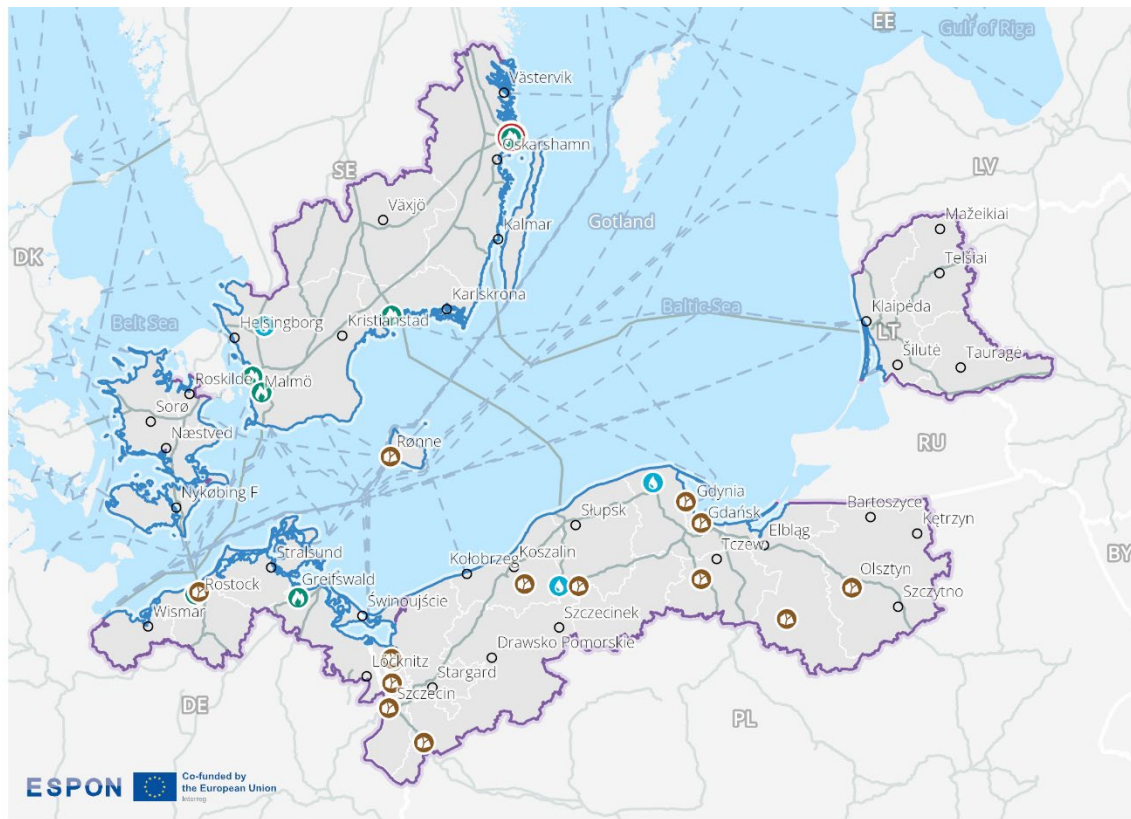 EE
Gulf of Riga
Västervik
Oskarshamn
SE
LV
Växjö
Gotland
Mažeikiai
Kalmar
DK
Telšiai
Karlskrona
Baltic Sea
Klaipėda
Belt Sea
Helsingborg
Kristianstad
LT
Šilutė
Tauragė
Roskilde
Malmö
Sorø
Næstved
Rønne
RU
Nykøbing F
Gdynia
Bartoszyce
Słupsk
Gdańsk
Kętrzyn
Elbląg
Stralsund
Kołobrzeg
Koszalin
Tczew
BY
Olsztyn
Rostock
Greifswald
Świnoujście
Szczytno
Wismar
Szczecinek
Drawsko Pomorskie
Löcknitz
Stargard
Szczecin
DE
PL
ESPON
Co-funded by
the European Union
Interreg